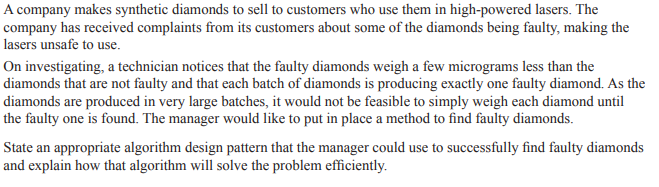 A company makes synthetic diamonds to sell to customers who use them in high-powered lasers. The
company has received complaints from its customers about some of the diamonds being faulty, making the
lasers unsafe to use.
On investigating, a technician notices that the faulty diamonds weigh a few micrograms less than the
diamonds that are not faulty and that each batch of diamonds is producing exactly one faulty diamond. As the
diamonds are produced in very large batches, it would not be feasible to simply weigh each diamond until
the faulty one is found. The manager would like to put in place a method to find faulty diamonds.
State an appropriate algorithm design pattern that the manager could use to successfully find faulty diamonds
and explain how that algorithm will solve the problem efficiently.